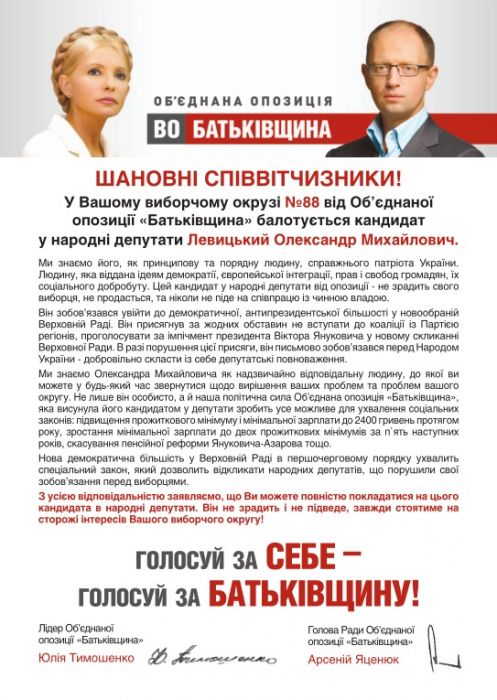 ОБ'ЄДНАНА ОПОЗИЦІЯ
ВО БАТЬКІВЩИНА
ШАНОВНІ СПІВВІТЧИЗНИКИ!
У Вашому виборчому окрузі №88 від Об'єднаної
опозиції «Батьківщина» балотується кандидат
у народні депутати Левицький Олександр Михайлович.
Ми знаємо його, як принципову та порядну людину, справжнього патріота України.
Людину, яка віддана ідеям демократії, європейської інтеграції, прав і свобод громадян, їх
соціального добробуту. Цей кандидат у народні депутати від опозиції - не зрадить свого
виборця, не продасться, та ніколи не піде на співпрацю із чинною владою.
Він зобов'язався увійти до демократичної, антипрезидентської більшості у новообраній
Верховній Раді. Він присягнув за жодних обставин не вступати до коаліції із Партією
регіонів, проголосувати за імпічмент президента Віктора Януковича у новому скликанні
Верховної Ради. В разі порушення цієї присяги, він письмово зобов'язався перед Народом
України - добровільно скласти із себе депутатські повноваження.
Ми знаємо Олександра Михайловича як надзвичайно відповідальну людину, до якої ви
можете у будь-який час звернутися щодо вирішення ваших проблем та проблем вашого
округу. Не лише він особисто, а й наша політична сила Об'єднана опозиція «Батьківщина»,
яка висунула його кандидатом у депутати зробить усе можливе для ухвалення соціальних
законів: підвищення прожиткового мінімуму і мінімальної зарплати до 2400 гривень протягом
року, зростання мінімальної зарплати до двох прожиткових мінімумів за п`ять наступних
років, скасування пенсійної реформи Януковича-Азарова тощо.
Нова демократична більшість у Верховній Раді в першочерговому порядку ухвалить
спеціальний закон, який дозволить відкликати народних депутатів, що порушили свої
зобов'язання перед виборцями.
З усією відповідальністю заявляємо, що Ви можете повністю покладатися на цього
кандидата в народні депутати. Він не зрадить і не підведе, завжди стоятиме на
сторожі інтересів Вашого виборчого округу!
ГОЛОСУЙ ЗА СЕБЕ –
ГОЛОСУЙ ЗА БАТЬКІВЩИНУ!
Лідер Об'єднаної
опозиції «Батьківщина»
Юлія Тимошенко
Голова Ради Об'єднаної
опозиції «Батьківщина»
Арсеній Яценюк